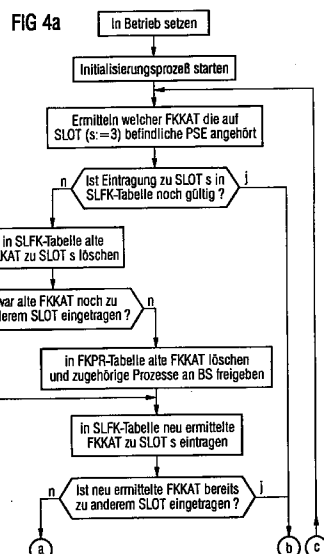 FIG 4a
In Betrieb setzen
Initialisierungsprozeß starten
Ermitteln welcher FKKAT die auf
SLOT (s:=3) befindliche PSE angehört
Ist Eintragung zu SLOT s in
SLFK-Tabelle noch gültig ?
n
j
in SLFK-Tabelle alte
KAT zu SLOT s löschen
war alte FKKAT noch zu
derem SLOT eingetragen ?
n
in FKPR-Tabelle alte FKKAT löschen
und zugehörige Prozesse an BS freigeben
in SLFK-Tabelle neu ermittelte
FKKAT zu SLOT s eintragen
Ist neu ermittelte FKKAT bereits
zu anderem SLOT eingetragen ?
n
j
a
b
c